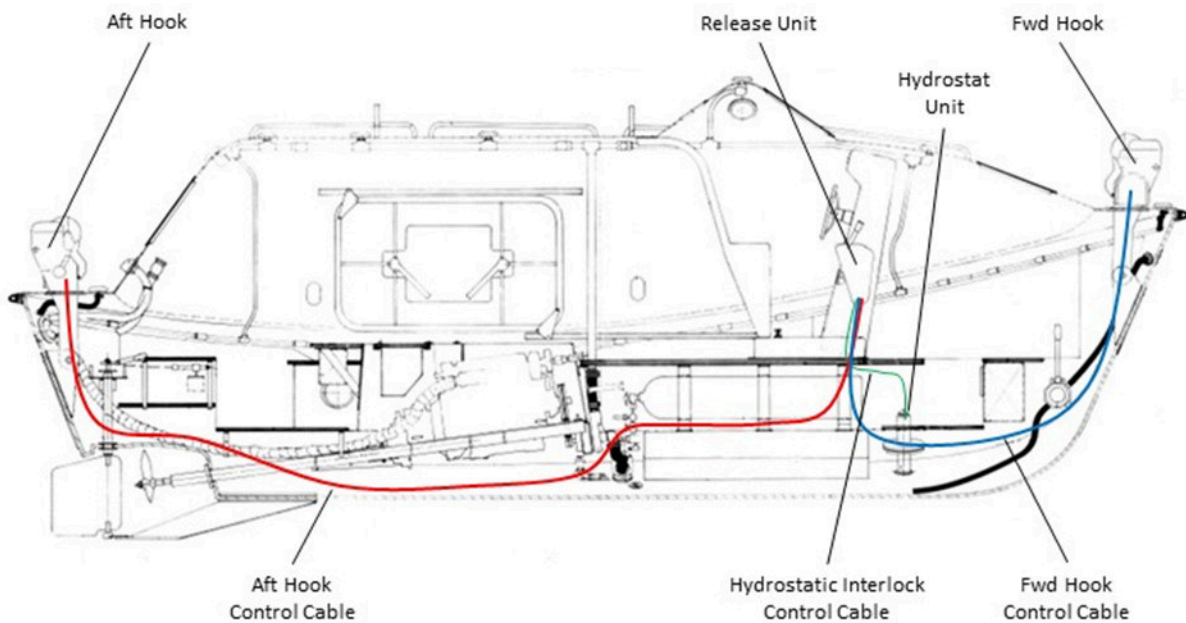 Aft Hook
Release Unit
Fwd Hook
Hydrostat
Unit
Aft Hook
Control Cable
Hydrostatic Interlock
Control Cable
Fwd Hook
Control Cable